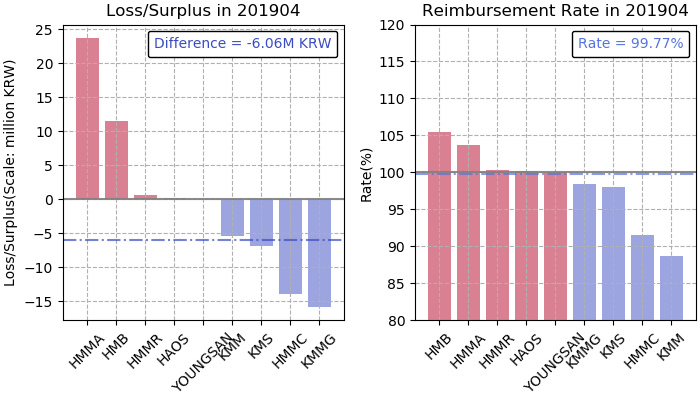 Loss/Surplus in 201904
Difference = -6.06M KRW
Loss/Surplus(Scale: million KRW)
25
20
15
10
5
0
−5
−10
−15
HMMA
HMB
HMMR
HAOS
YOUNGSAN
KMM
KMS
HMMC
KMMG
Reimbursement Rate in 201904
Rate = 99.77%
Rate(%)
120
115
110
105
100
95
90
85
80
HMB
HMMA
HMMR
HAOS
YOUNGSAN
KMMG
KMS
HMMC
KMM